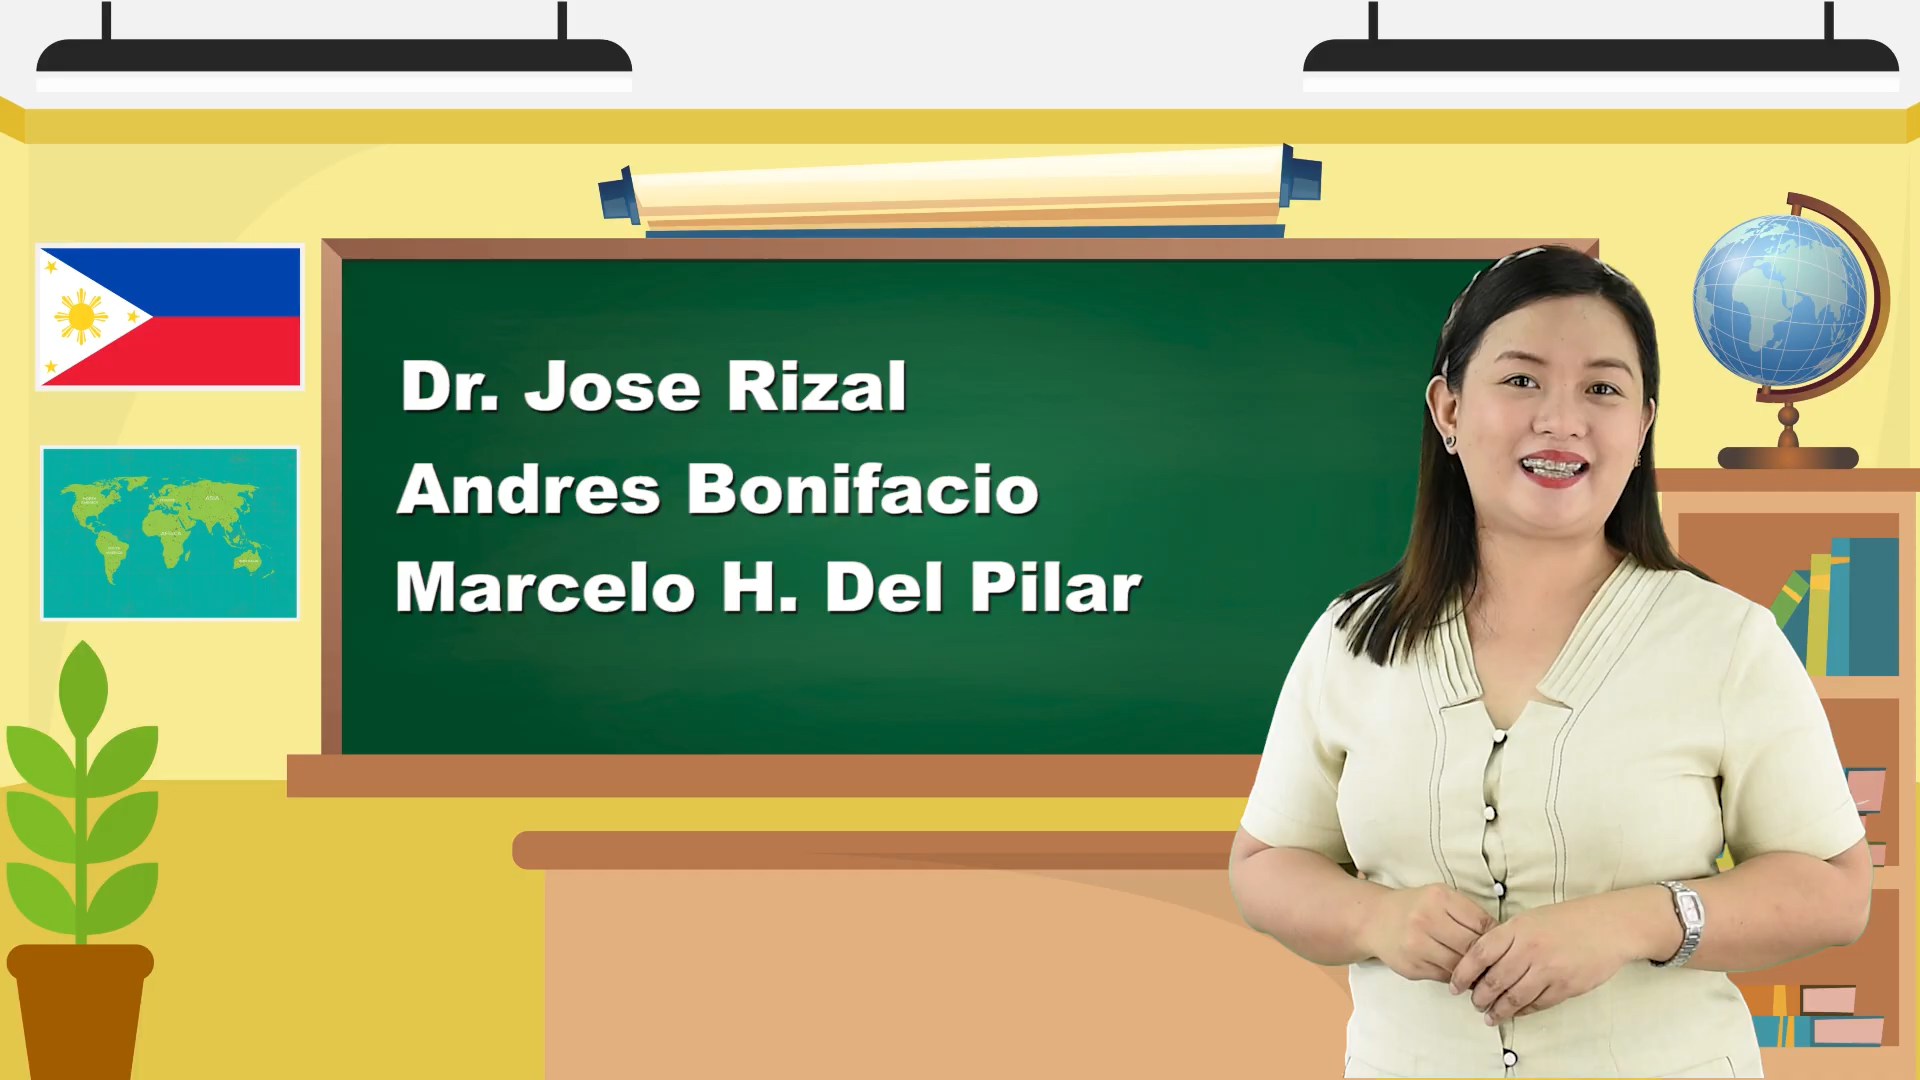 Dr. Jose Rizal
Andres Bonifacio
Marcelo H. Del Pilar